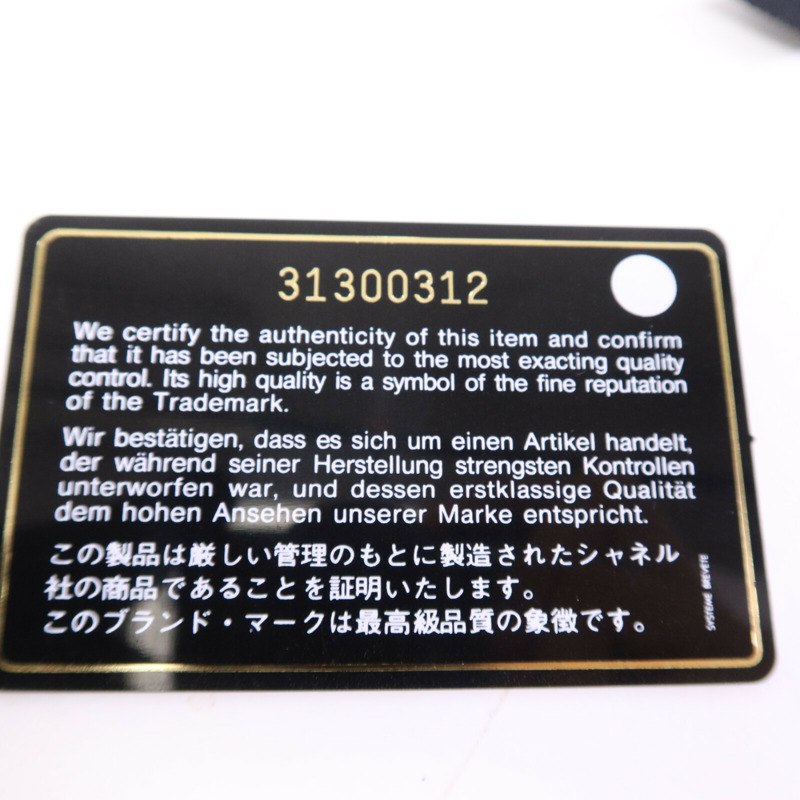 31300312
We certify the authenticity of this item and confirm
that it has been subjected to the most exacting quality
control. Its high quality is a symbol of the fine reputation
of the Trademark.
Wir bestätigen, dass es sich um einen Artikel handelt,
der während seiner Herstellung strengsten Kontrollen
unterworfen war, und dessen erstklassige Qualität
dem hohen Ansehen unserer Marke entspricht.
この製品は厳しい管理のもとに製造されたシャネル
社の商品であることを証明いたします。
このブランド・マークは最高級品質の象徴です。
SYSTEME BREVETE